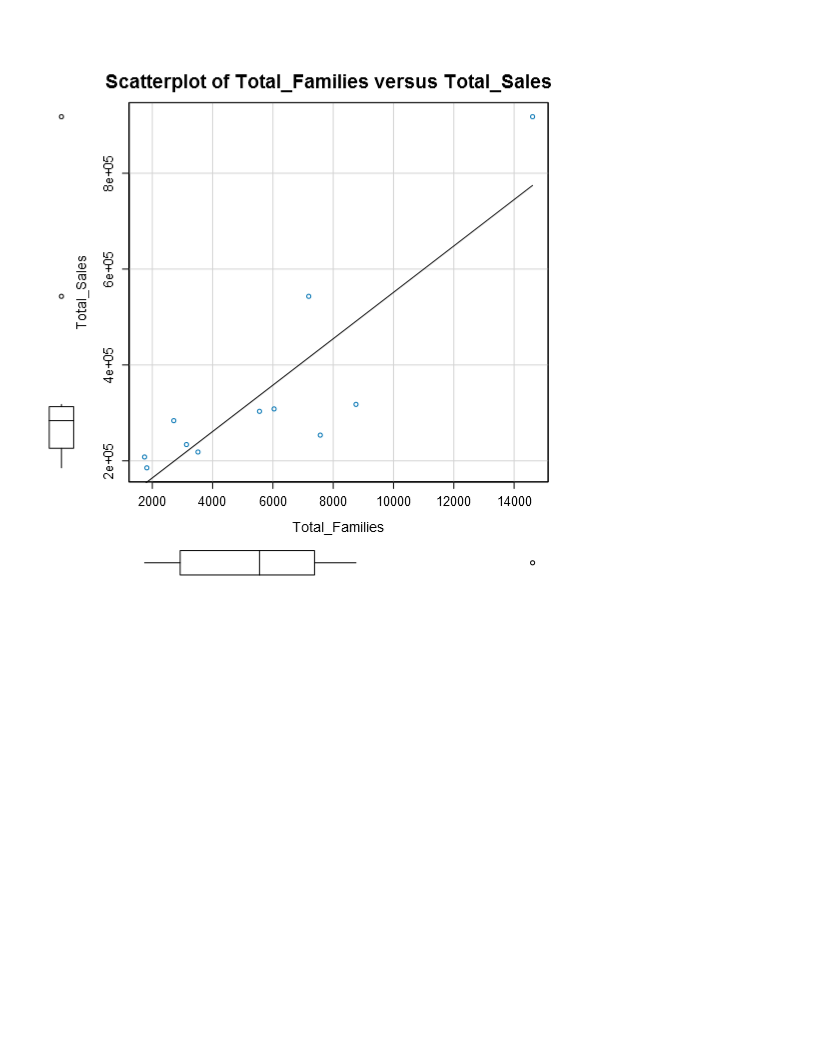 Scatterplot of Total_Families versus Total_Sales
8e+05
6e+05
4e+05
2e+05
Total_Sales
2000 4000 6000 8000 10000 12000 14000
Total_Families